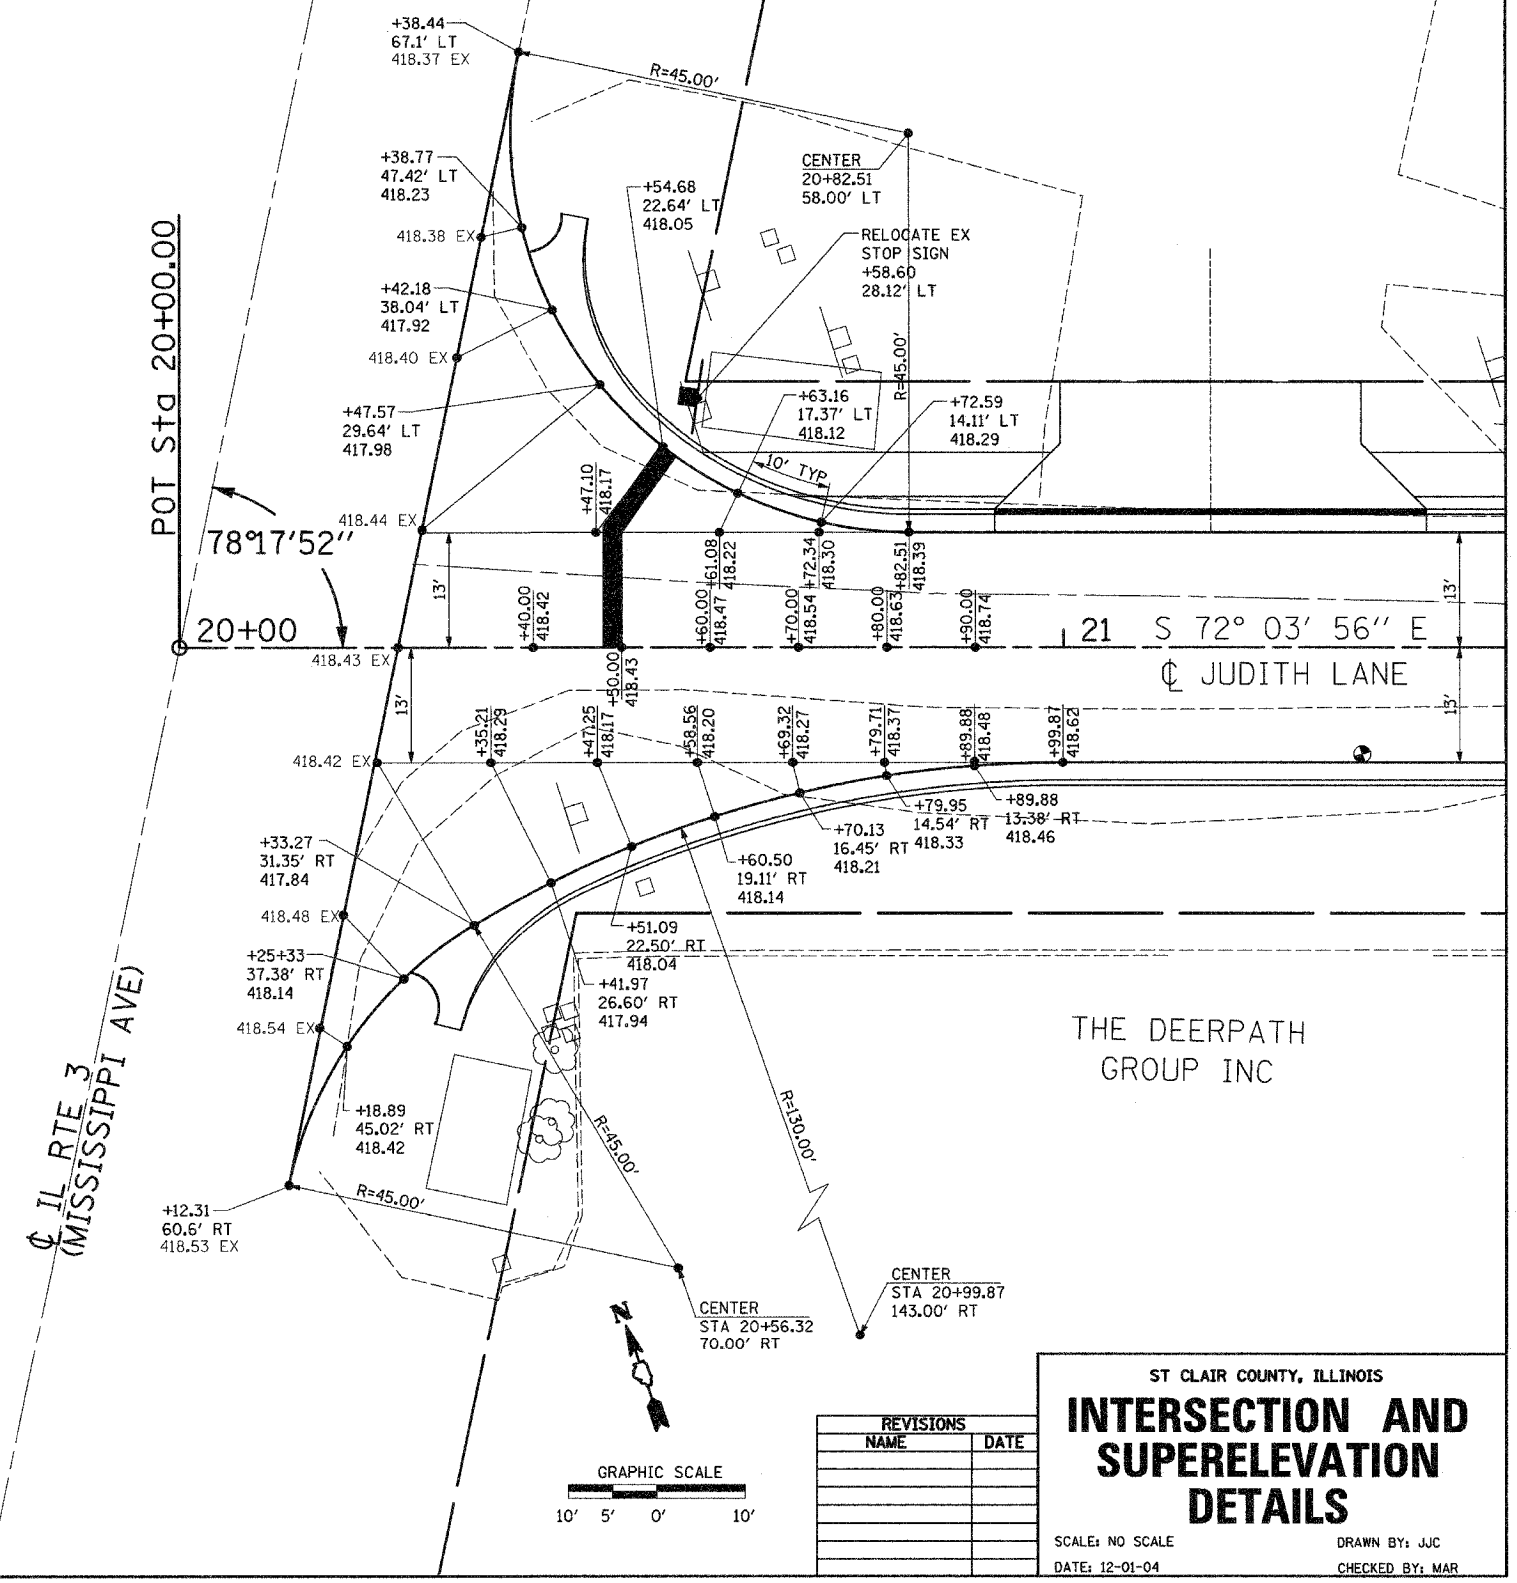 +38.44
67.1' LT
418.37 EX
R=45.00'
+38.77
47.42' LT
418.23
418.38 EX
CENTER
20+82.51
58.00' LT
+54.68
22.64' LT
418.05
RELOCATE EX
STOP SIGN
+58.60
28.12' LT
POT Sta 20+00.00
+42.18
38.04' LT
417.92
418.40 EX
R=45.00'
+47.57
29.64' LT
417.98
+63.16
17.37' LT
418.12
+72.59
14.11' LT
418.29
10' TYP
418.44 EX
78°17'52''
+47.10
418.17
+61.08
418.22
+72.34
418.30
+82.51
418.39
13'
13'
20+00
418.43 EX
+40.00
418.42
+50.00
418.43
+60.00
418.47
+70.00
418.54
+80.00
418.63
+90.00
418.74
21
S 72° 03' 56'' E
℄ JUDITH LANE
13'
13'
418.42 EX
+35.21
418.29
+47.25
418.17
+58.56
418.20
+69.32
418.27
+79.71
418.37
+89.88
418.48
+99.87
418.62
+33.27
31.35' RT
417.84
418.48 EX
+25+33
37.38' RT
418.14
418.54 EX
+79.95
14.54' RT
418.33
+89.88
13.38' RT
418.46
+70.13
16.45' RT
418.21
+60.50
19.11' RT
418.14
+51.09
22.50' RT
418.04
+41.97
26.60' RT
417.94
THE DEERPATH
GROUP INC
℄ IL RTE 3
(MISSISSIPPI AVE)
+18.89
45.02' RT
418.42
R=45.00'
R=130.00'
R=45.00'
+12.31
60.6' RT
418.53 EX
CENTER
STA 20+56.32
70.00' RT
CENTER
STA 20+99.87
143.00' RT
N
GRAPHIC SCALE
10' 5' 0' 10'
REVISIONS
NAME DATE
ST CLAIR COUNTY, ILLINOIS
INTERSECTION AND
SUPERELEVATION
DETAILS
SCALE: NO SCALE DRAWN BY: JJC
DATE: 12-01-04 CHECKED BY: MAR